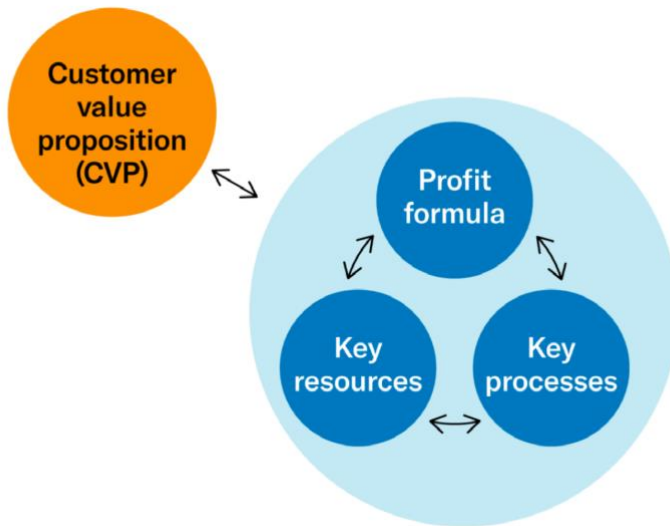 Customer
value
proposition
(CVP)
Profit
formula
Key
resources
Key
processes